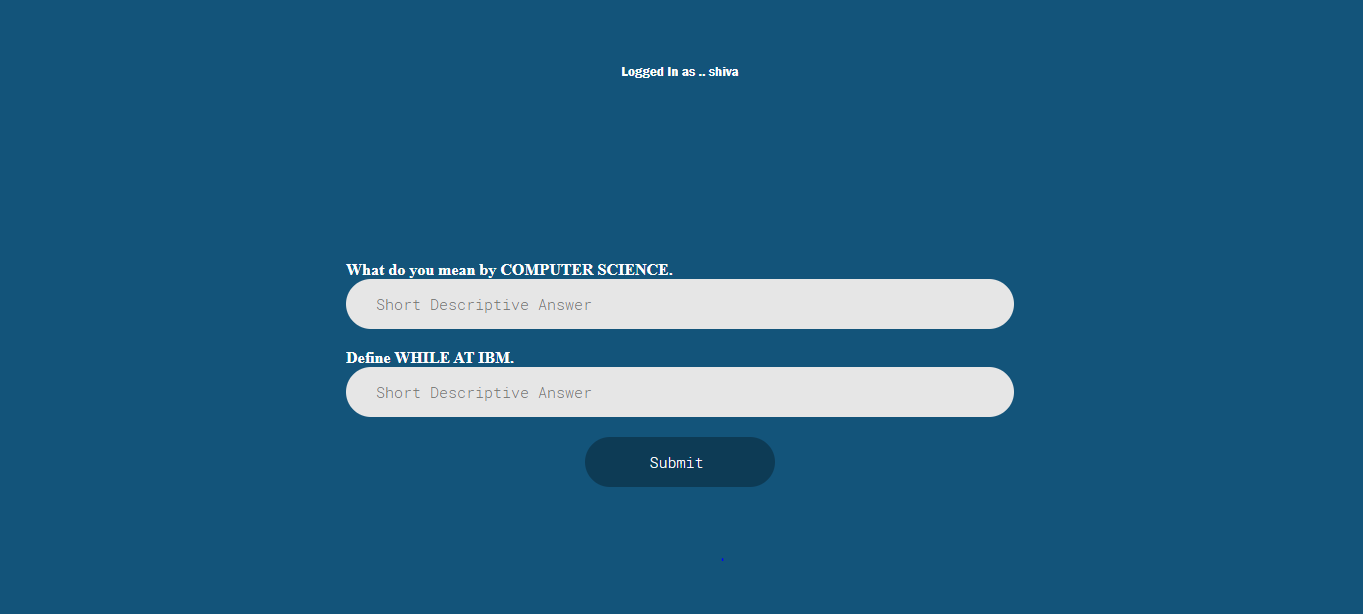 Logged In as .. shiva
What do you mean by COMPUTER SCIENCE.
Short Descriptive Answer
Define WHILE AT IBM.
Short Descriptive Answer
Submit